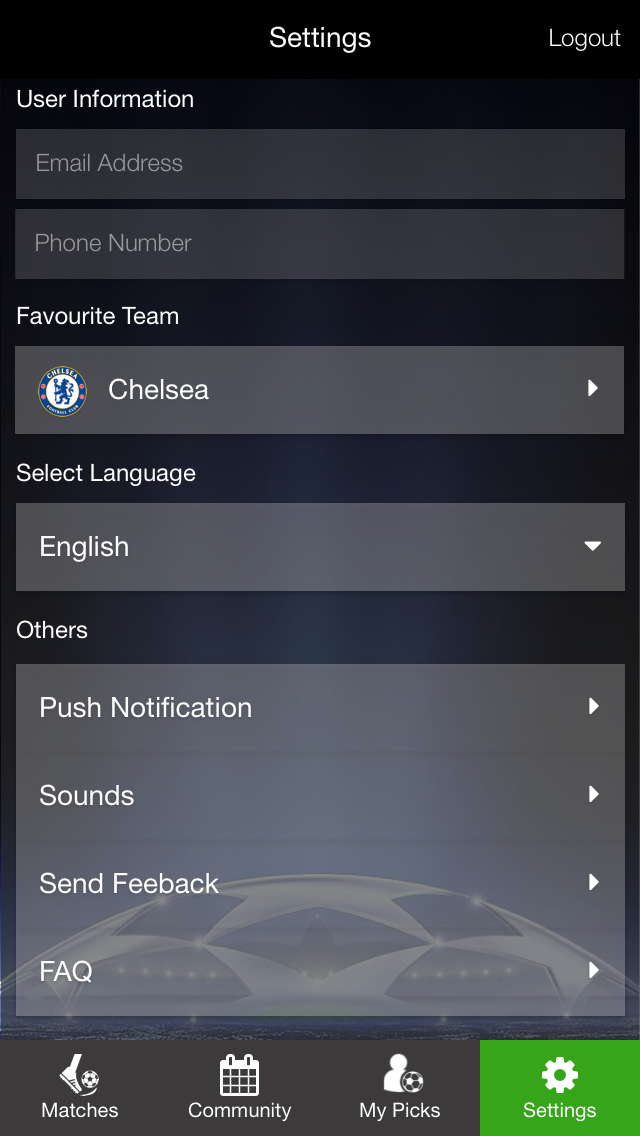 Settings
Logout
User Information
Email Address
Phone Number
Favourite Team
CHELSEA
FOOTBALL CLUB
Chelsea
Select Language
English
Others
Push Notification
Sounds
Send Feeback
FAQ
Matches
Community
My Picks
Settings